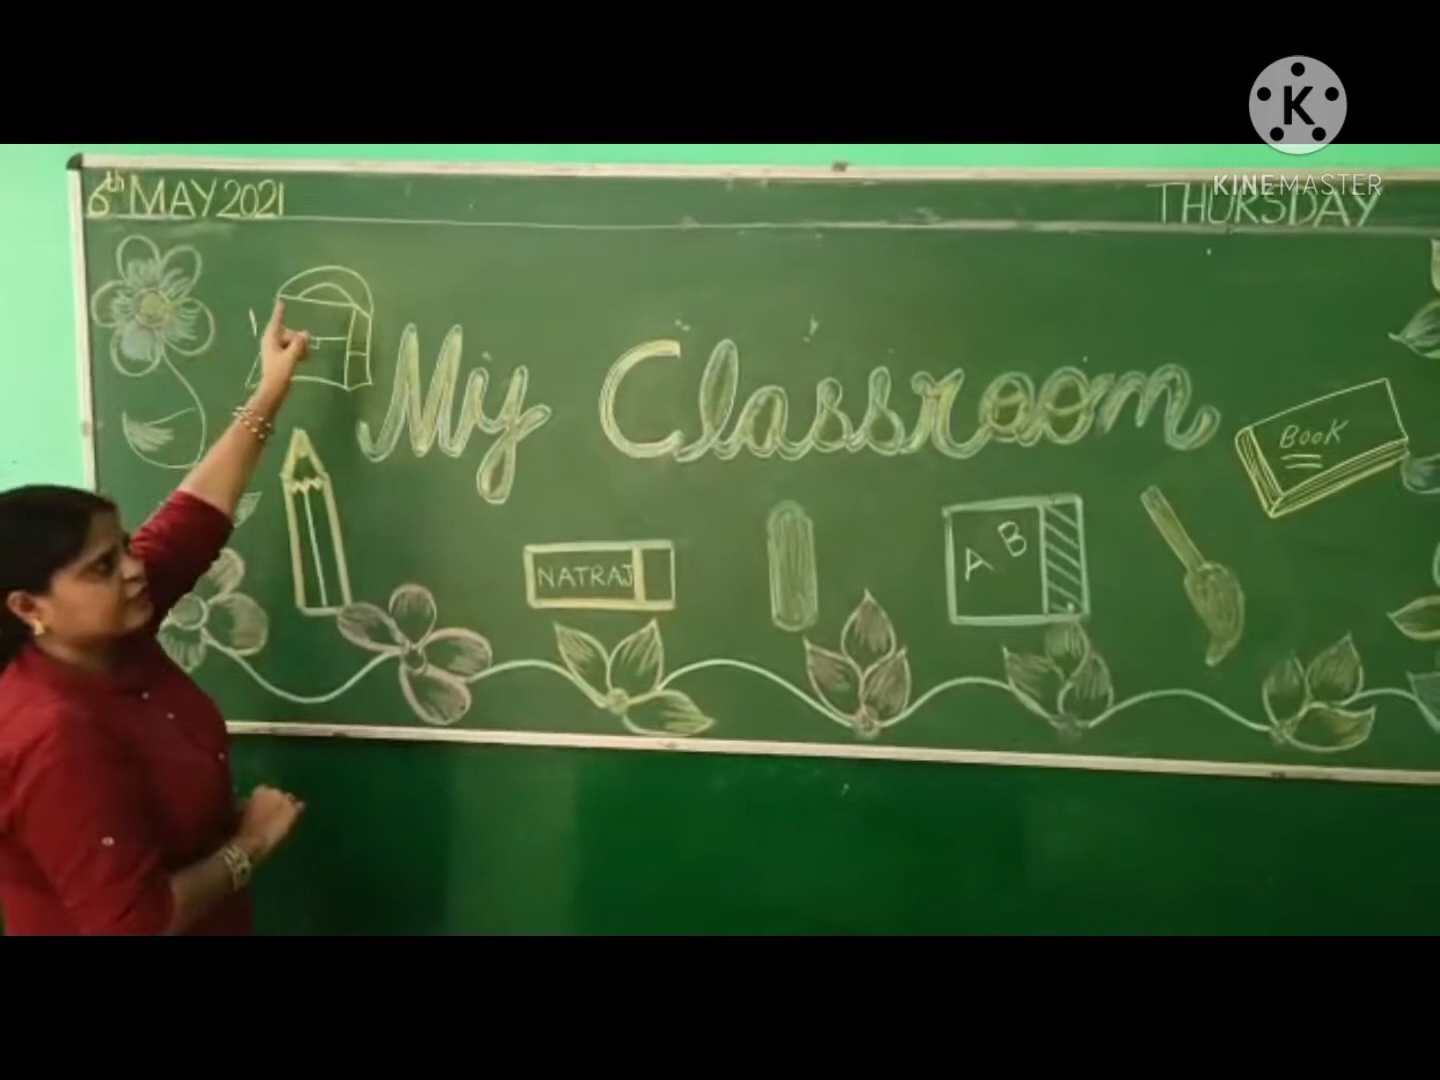 K
KINEMASTER
6th MAY 2021
THURSDAY
My Classroom
BOOK
NATRAJ
A B